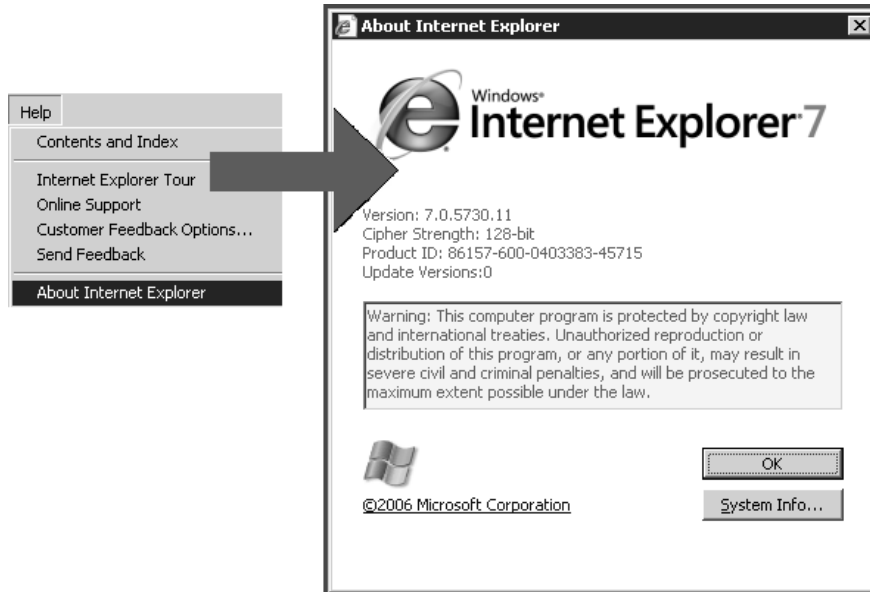 Help
Contents and Index
Internet Explorer Tour
Online Support
Customer Feedback Options...
Send Feedback
About Internet Explorer
About Internet Explorer
Windows®
Internet Explorer 7
Version: 7.0.5730.11
Cipher Strength: 128-bit
Product ID: 86157-600-0403383-45715
Update Versions:0
Warning: This computer program is protected by copyright law
and international treaties. Unauthorized reproduction or
distribution of this program, or any portion of it, may result in
severe civil and criminal penalties, and will be prosecuted to the
maximum extent possible under the law.
OK
©2006 Microsoft Corporation
System Info...